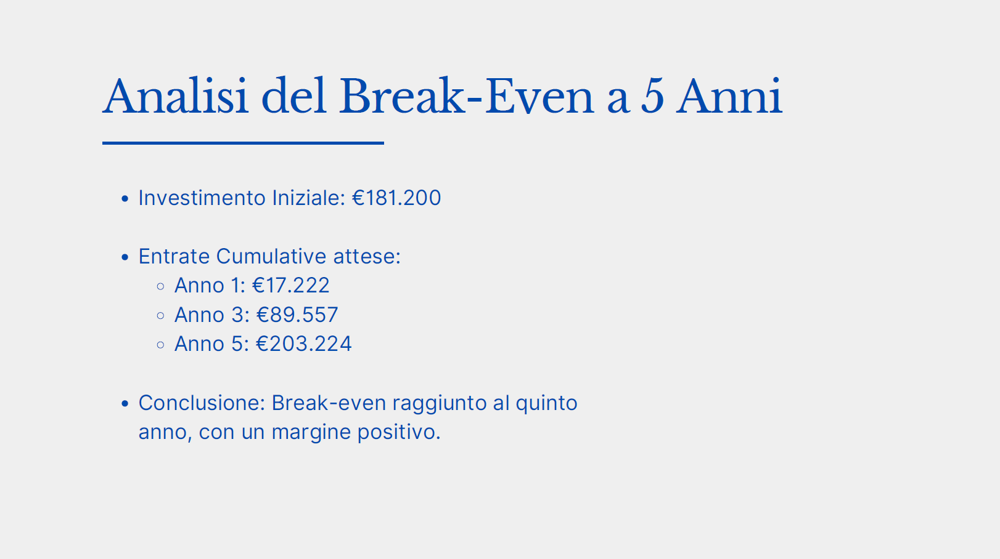 Analisi del Break-Even a 5 Anni
• Investimento Iniziale: €181.200
• Entrate Cumulative attese:
◦ Anno 1: €17.222
◦ Anno 3: €89.557
◦ Anno 5: €203.224
• Conclusione: Break-even raggiunto al quinto
anno, con un margine positivo.